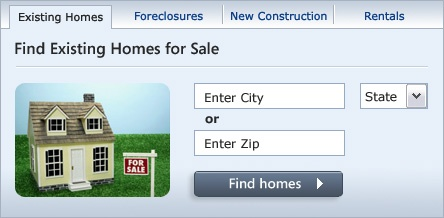 Existing Homes
Foreclosures
New Construction
Rentals
Find Existing Homes for Sale
Enter City
State
or
Enter Zip
FOR
SALE
Find homes